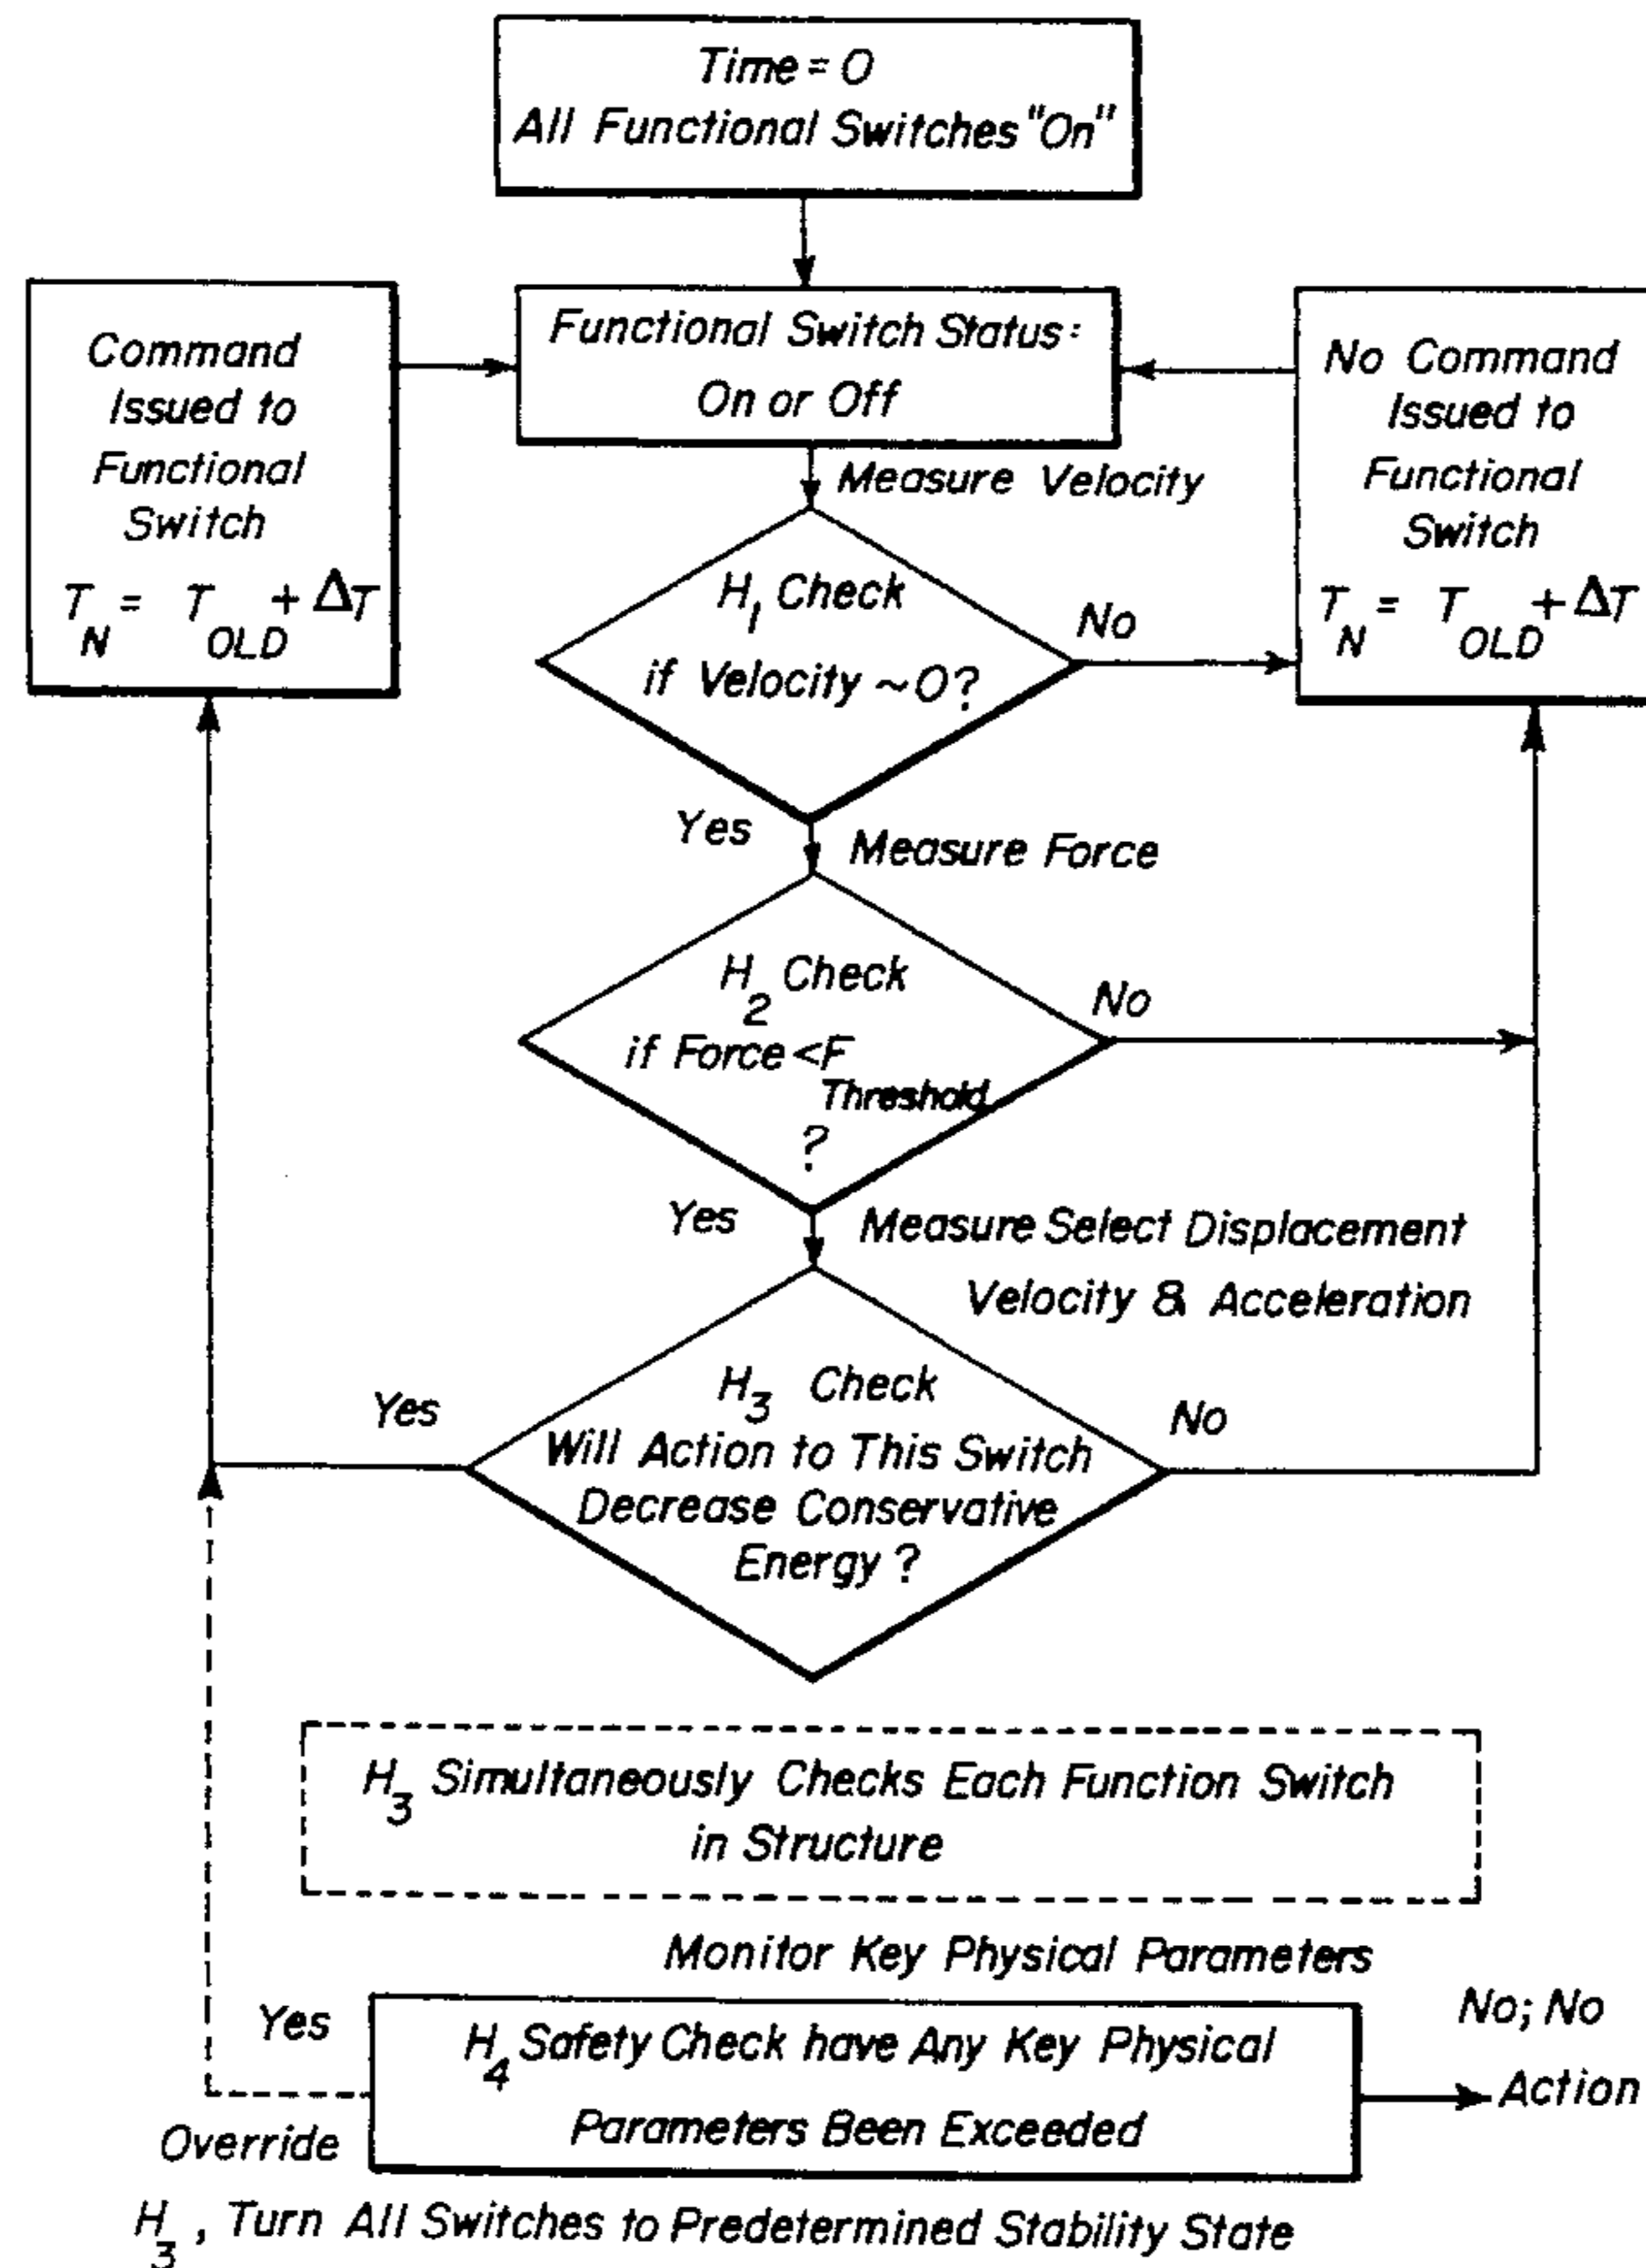 Time = 0
All Functional Switches "On"
Command
Issued to
Functional
Switch
T_N = T_OLD + ΔT
Functional Switch Status:
On or Off
No Command
Issued to
Functional
Switch
T_N = T_OLD + ΔT
Measure Velocity
H_1 Check
if Velocity ~0?
No
Yes
Measure Force
H_2 Check
if Force <F_Threshold
?
No
Yes
Measure Select Displacement
Velocity & Acceleration
H_3 Check
Will Action to This Switch
Decrease Conservative
Energy ?
Yes
No
H_3 Simultaneously Checks Each Function Switch
in Structure
Monitor Key Physical Parameters
Yes
H_4 Safety Check have Any Key Physical
Parameters Been Exceeded
No; No
Action
Override
H_3, Turn All Switches to Predetermined Stability State